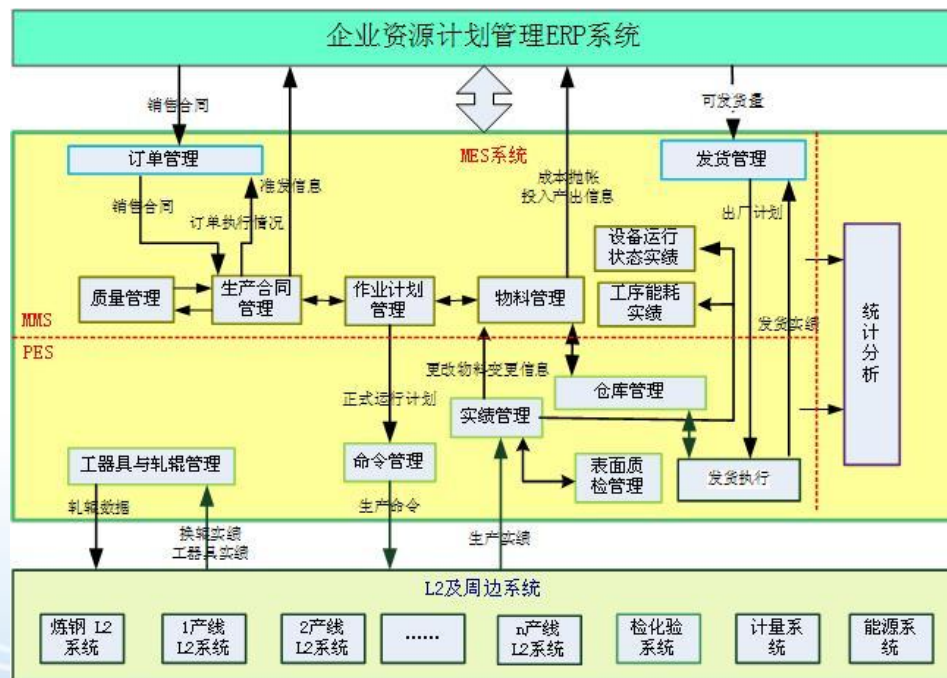 企业资源计划管理ERP系统
销售合同
可发货量
订单管理
MES系统
发货管理
准发信息
成本抛帐
投入产出信息
销售合同
订单执行情况
出厂计划
设备运行
状态实绩
质量管理
生产合同
管理
作业计划
管理
物料管理
工序能耗
实绩
统计分析
MMS
发货实绩
PES
更改物料变更信息
仓库管理
正式运行计划
实绩管理
工器具与轧辊管理
命令管理
表面质
检管理
发货执行
轧辊数据
生产命令
换辊实绩
工器具实绩
生产实绩
L2及周边系统
炼钢 L2
系统
1产线
L2系统
2产线
L2系统
......
n产线
L2系统
检化验
系统
计量系
统
能源系
统